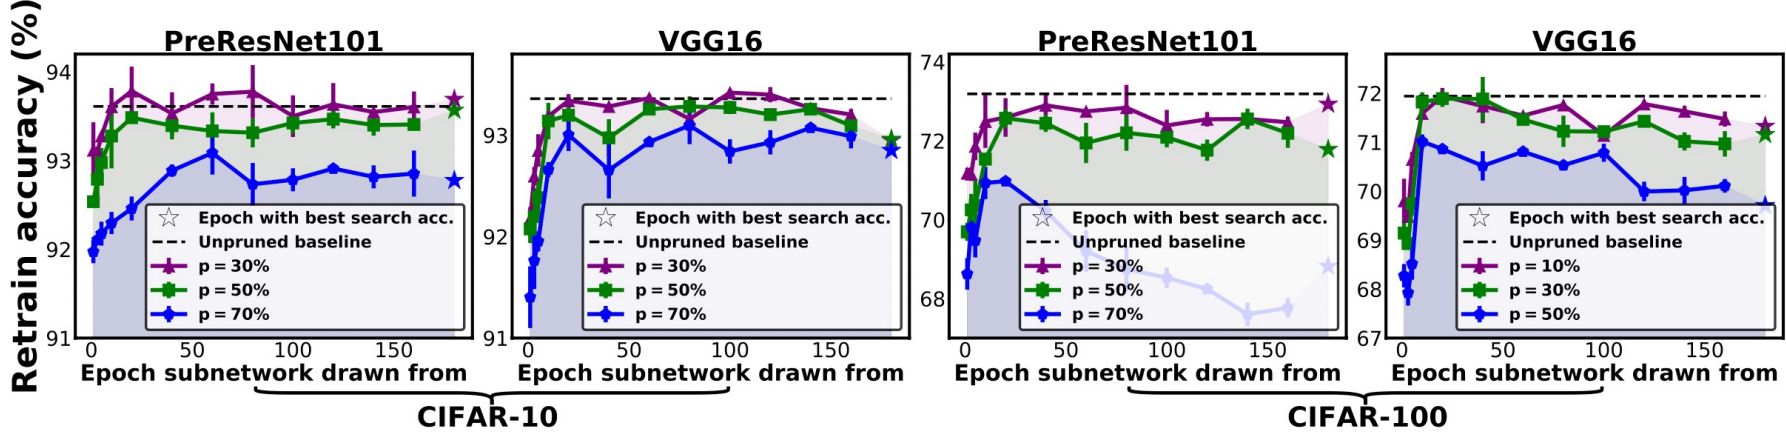 Retrain accuracy (%)
PreResNet101
94
93
92
91
0 50 100 150
Epoch subnetwork drawn from
Epoch with best search acc.
Unpruned baseline
p = 30%
p = 50%
p = 70%
VGG16
93
92
91
0 50 100 150
Epoch subnetwork drawn from
Epoch with best search acc.
Unpruned baseline
p = 30%
p = 50%
p = 70%
CIFAR-10
PreResNet101
74
72
70
68
0 50 100 150
Epoch subnetwork drawn from
Epoch with best search acc.
Unpruned baseline
p = 30%
p = 50%
p = 70%
VGG16
72
71
70
69
68
67
0 50 100 150
Epoch subnetwork drawn from
Epoch with best search acc.
Unpruned baseline
p = 10%
p = 30%
p = 50%
CIFAR-100